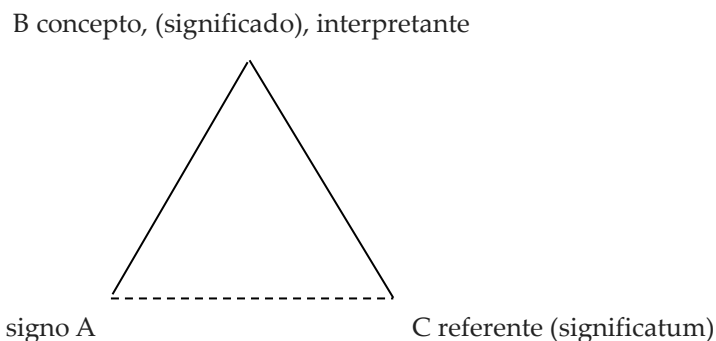 B concepto, (significado), interpretante
signo A
C referente (significatum)